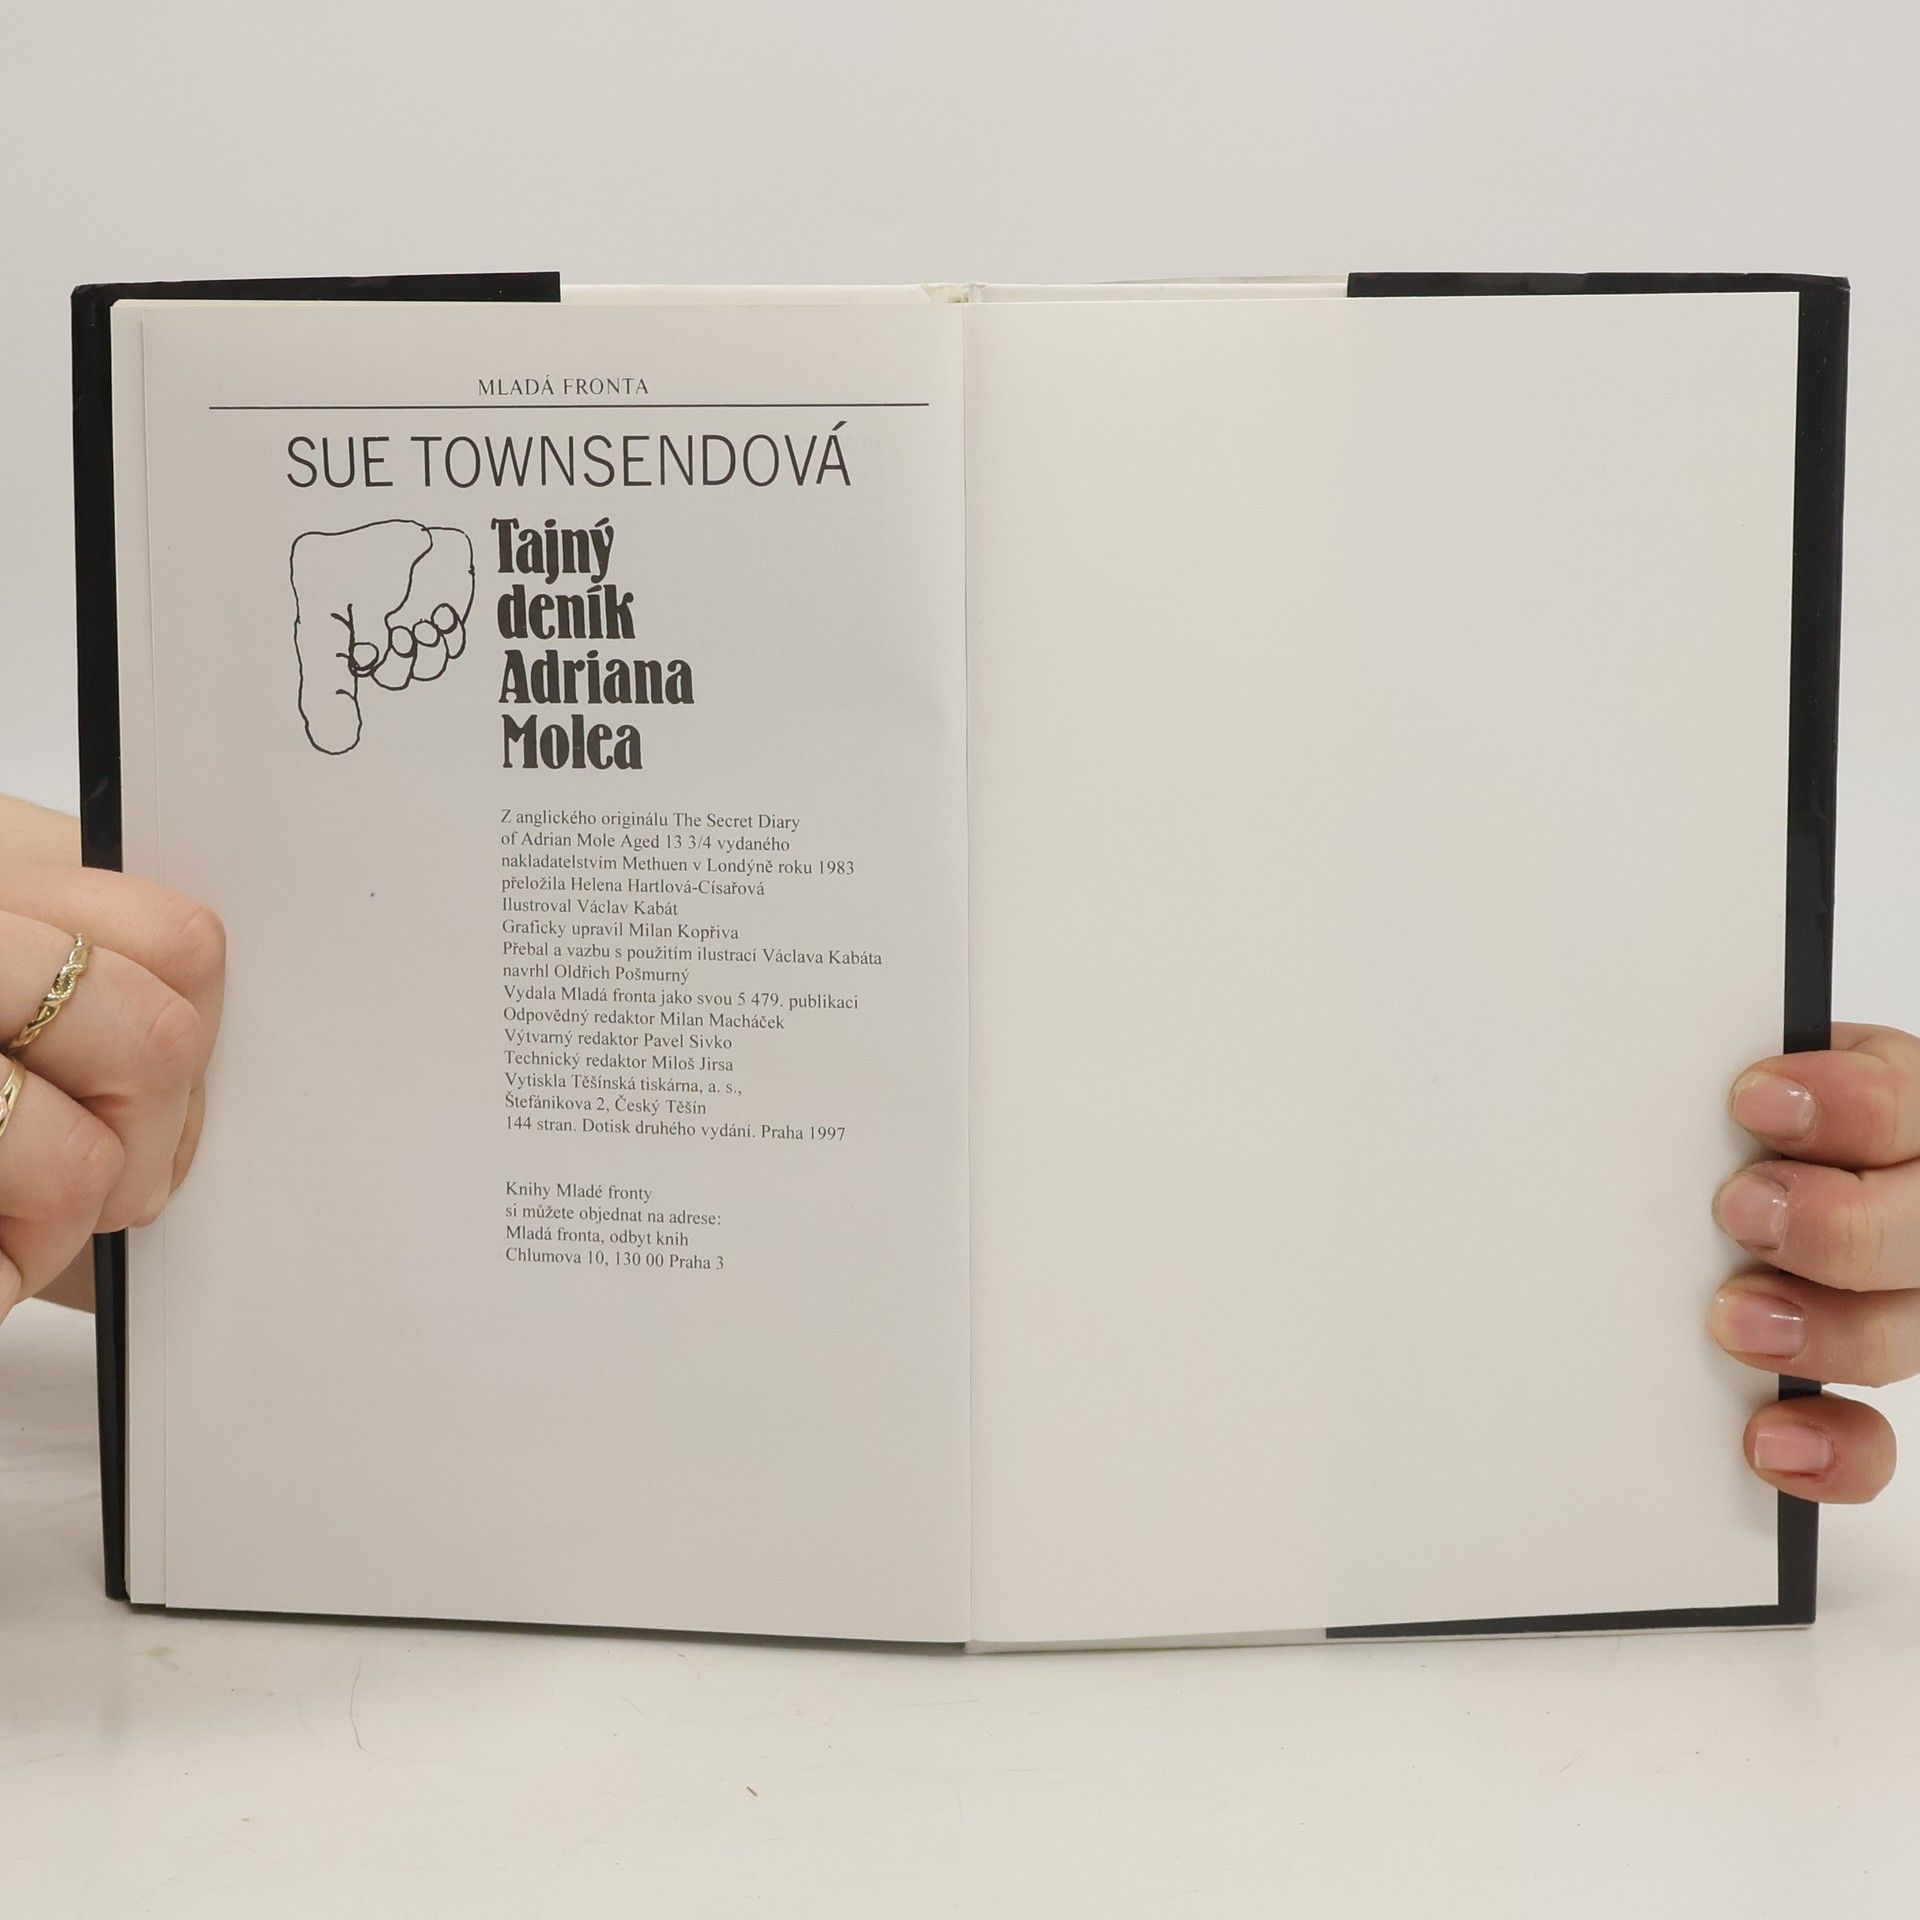 MLADÁ FRONTA
SUE TOWNSENDOVÁ
Tajný
deník
Adriana
Molea
Z anglického originálu The Secret Diary
of Adrian Mole Aged 13 3/4 vydaného
nakladatelstvím Methuen v Londýně roku 1983
přeložila Helena Hartlová-Císařová
Ilustroval Václav Kabát
Graficky upravil Milan Kopřiva
Přebal a vazbu s použitím ilustrací Václava Kabáta
navrhl Oldřich Pošmurný
Vydala Mladá fronta jako svou 5 479. publikaci
Odpovědný redaktor Milan Macháček
Výtvarný redaktor Pavel Sivko
Technický redaktor Miloš Jirsa
Vytiskla Těšínská tiskárna, a. s.,
Štefánikova 2, Český Těšín
144 stran. Dotisk druhého vydání. Praha 1997
Knihy Mladé fronty
si můžete objednat na adrese:
Mladá fronta, odbyt knih
Chlumova 10, 130 00 Praha 3